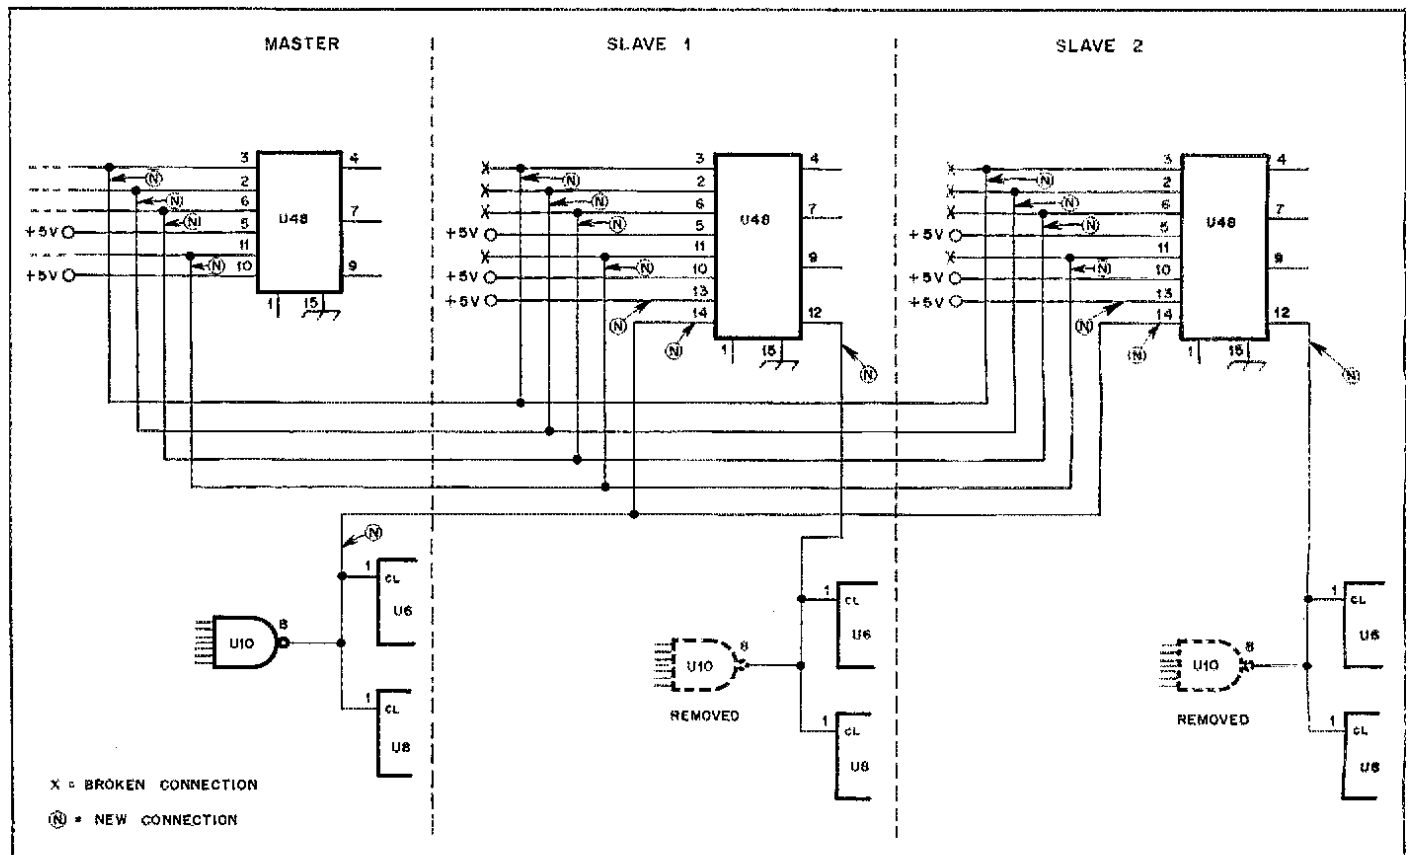 MASTER
SLAVE 1
SLAVE 2
3
2
6
+5V
5
11
+5V
10
U48
4
7
9
1
15
N
N
N
N
X
3
X
2
X
6
+5V
5
X
11
+5V
10
+5V
13
14
U48
4
7
9
12
1
15
N
N
N
N
N
N
N
X
3
X
2
X
6
+5V
5
X
11
+5V
10
+5V
13
14
U48
4
7
9
12
1
15
N
N
N
N
N
N
N
N
U10
8
1
CL
U6
1
CL
U8
U10
8
REMOVED
1
CL
U6
1
CL
U8
U10
8
REMOVED
1
CL
U6
1
CL
U8
X = BROKEN CONNECTION
N = NEW CONNECTION